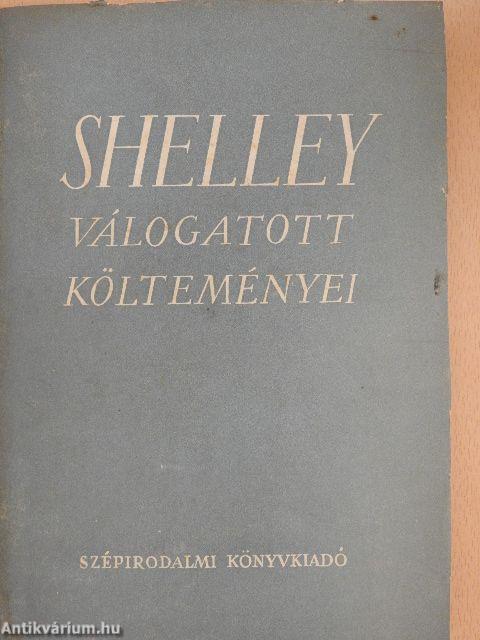 SHELLEY
VÁLOGATOTT
KÖLTEMÉNYEI
SZÉPIRODALMI KÖNYVKIADÓ
Antikvárium.hu